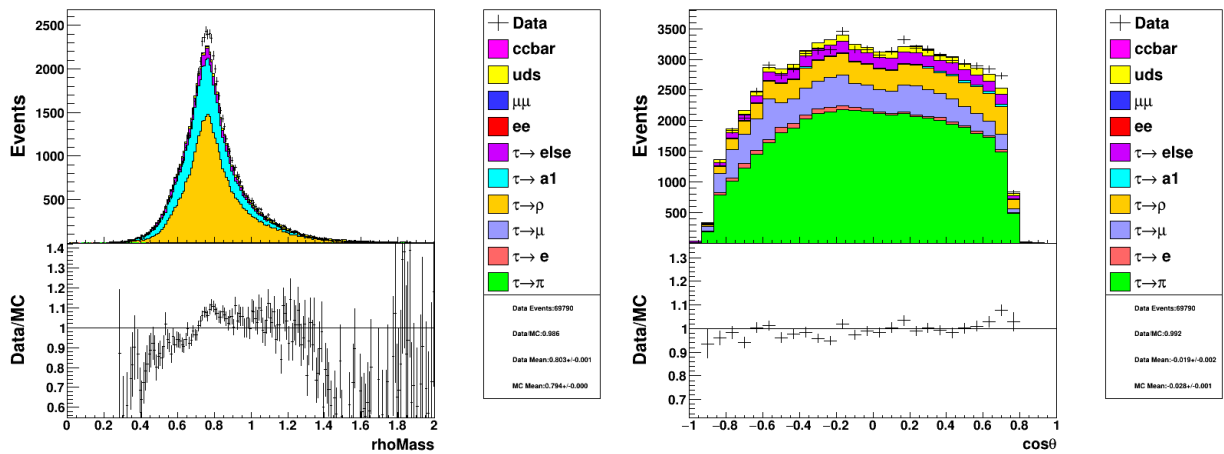 Events
2500
2000
1500
1000
500
Data/MC
1.4
1.3
1.2
1.1
1
0.9
0.8
0.7
0.6
0 0.2 0.4 0.6 0.8 1 1.2 1.4 1.6 1.8 2
rhoMass
Data
ccbar
uds
μμ
ee
τ→ else
τ→ a1
τ→ρ
τ→μ
τ→ e
τ→π
Data Events:69790
Data/MC:0.986
Data Mean:0.803+/-0.001
MC Mean:0.794+/-0.000
Events
3500
3000
2500
2000
1500
1000
500
Data/MC
1.3
1.2
1.1
1
0.9
0.8
0.7
−1 −0.8 −0.6 −0.4 −0.2 0 0.2 0.4 0.6 0.8 1
cosθ
Data
ccbar
uds
μμ
ee
τ→ else
τ→ a1
τ→ρ
τ→μ
τ→ e
τ→π
Data Events:69790
Data/MC:0.992
Data Mean:-0.019+/-0.002
MC Mean:-0.028+/-0.001